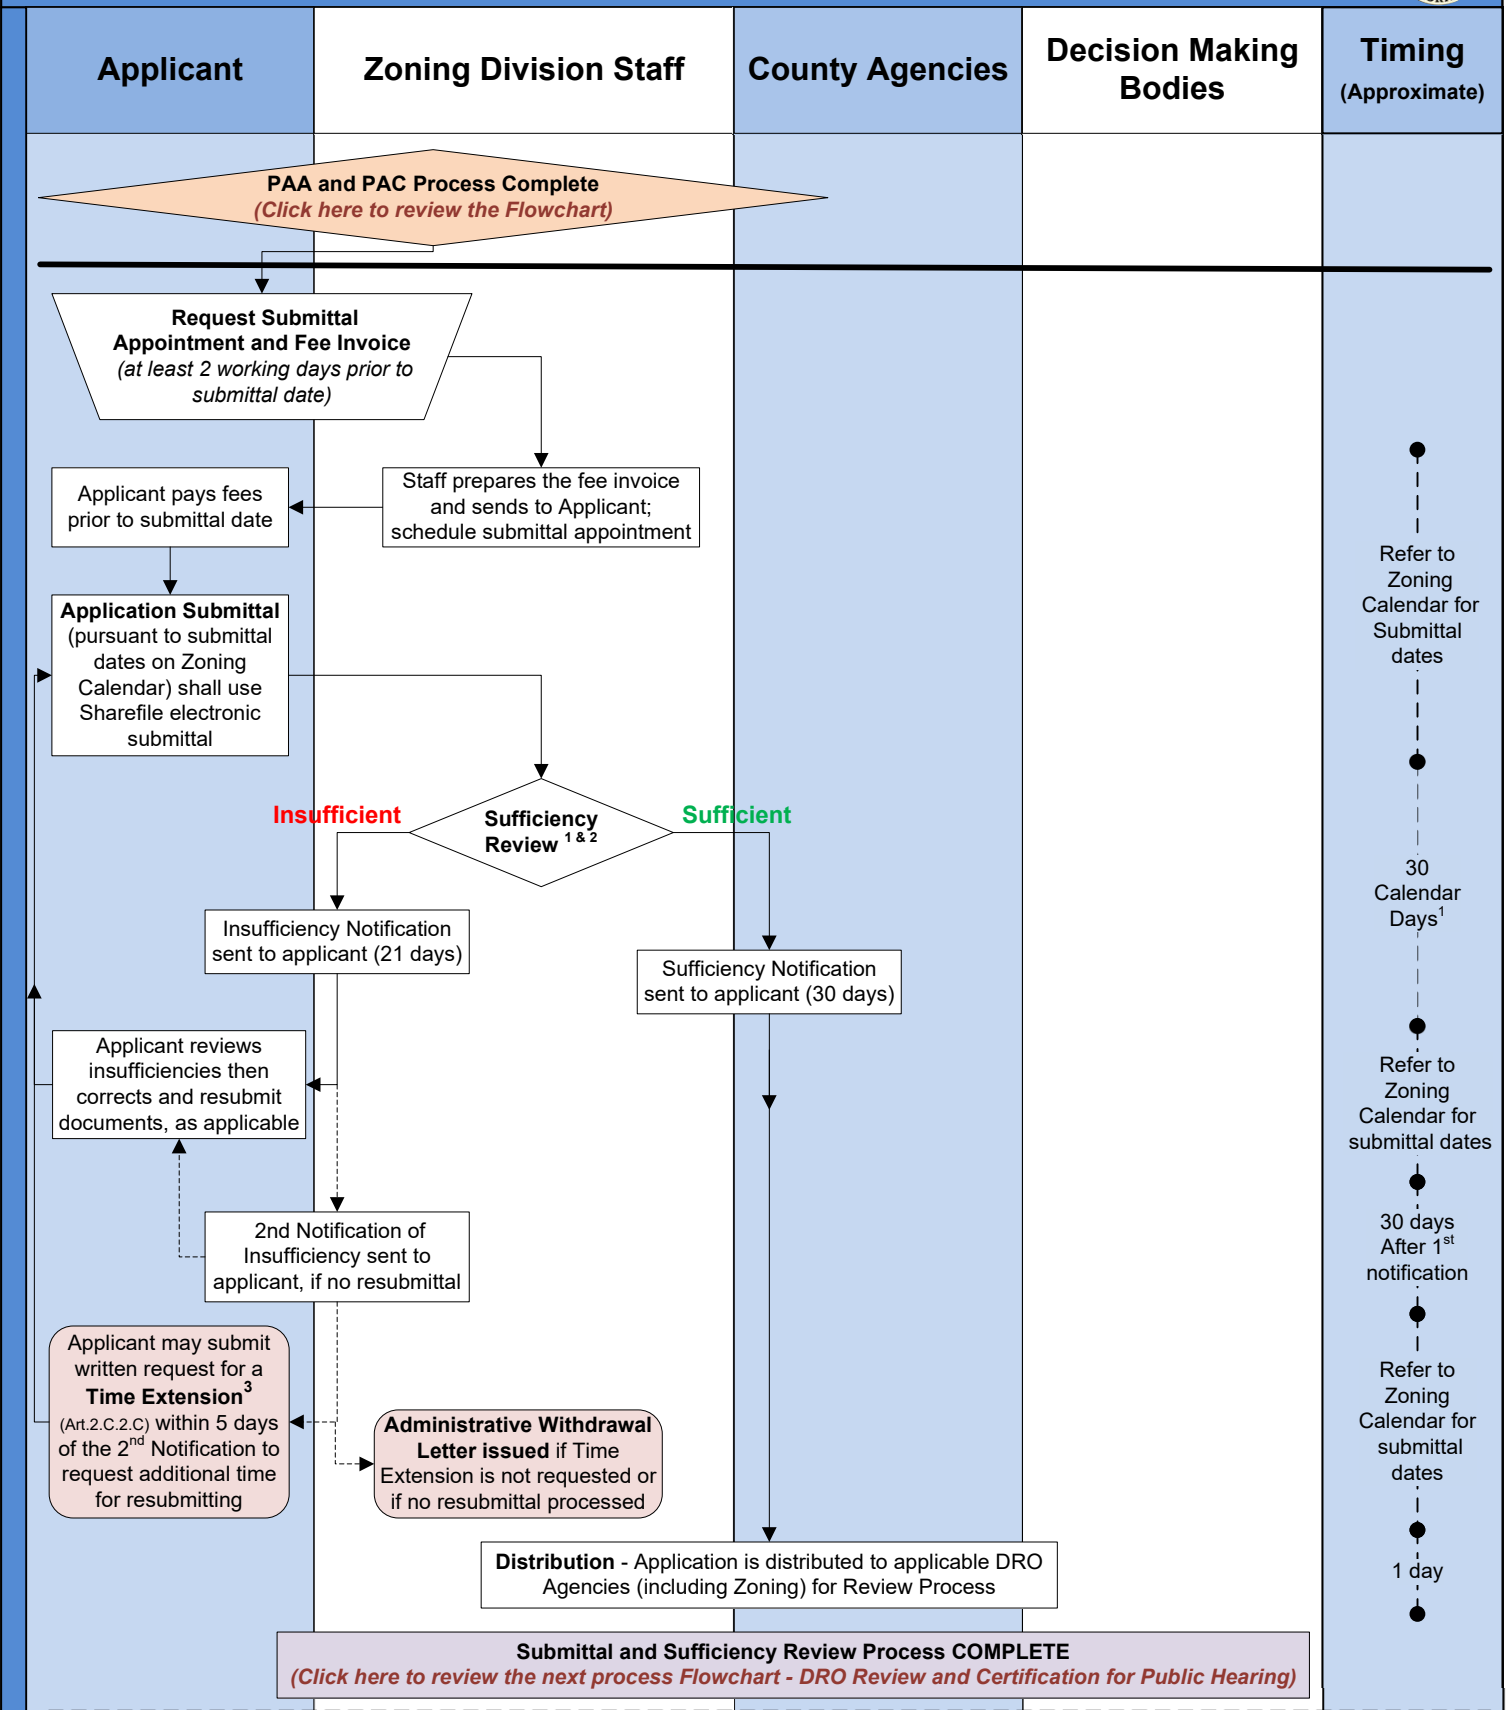 Applicant
Zoning Division Staff
County Agencies
Decision Making
Bodies
Timing
(Approximate)
PAA and PAC Process Complete
(Click here to review the Flowchart)
Request Submittal
Appointment and Fee Invoice
(at least 2 working days prior to
submittal date)
Applicant pays fees
prior to submittal date
Staff prepares the fee invoice
and sends to Applicant;
schedule submittal appointment
Refer to
Zoning
Calendar for
Submittal
dates
Application Submittal
(pursuant to submittal
dates on Zoning
Calendar) shall use
Sharefile electronic
submittal
Insufficient
Sufficiency
Review 1 & 2
Sufficient
30
Calendar
Days1
Insufficiency Notification
sent to applicant (21 days)
Sufficiency Notification
sent to applicant (30 days)
Applicant reviews
insufficiencies then
corrects and resubmit
documents, as applicable
Refer to
Zoning
Calendar for
submittal dates
2nd Notification of
Insufficiency sent to
applicant, if no resubmittal
30 days
After 1st
notification
Applicant may submit
written request for a
Time Extension3
(Art.2.C.2.C) within 5 days
of the 2nd Notification to
request additional time
for resubmitting
Administrative Withdrawal
Letter issued if Time
Extension is not requested or
if no resubmittal processed
Refer to
Zoning
Calendar for
submittal
dates
Distribution - Application is distributed to applicable DRO
Agencies (including Zoning) for Review Process
1 day
Submittal and Sufficiency Review Process COMPLETE
(Click here to review the next process Flowchart - DRO Review and Certification for Public Hearing)